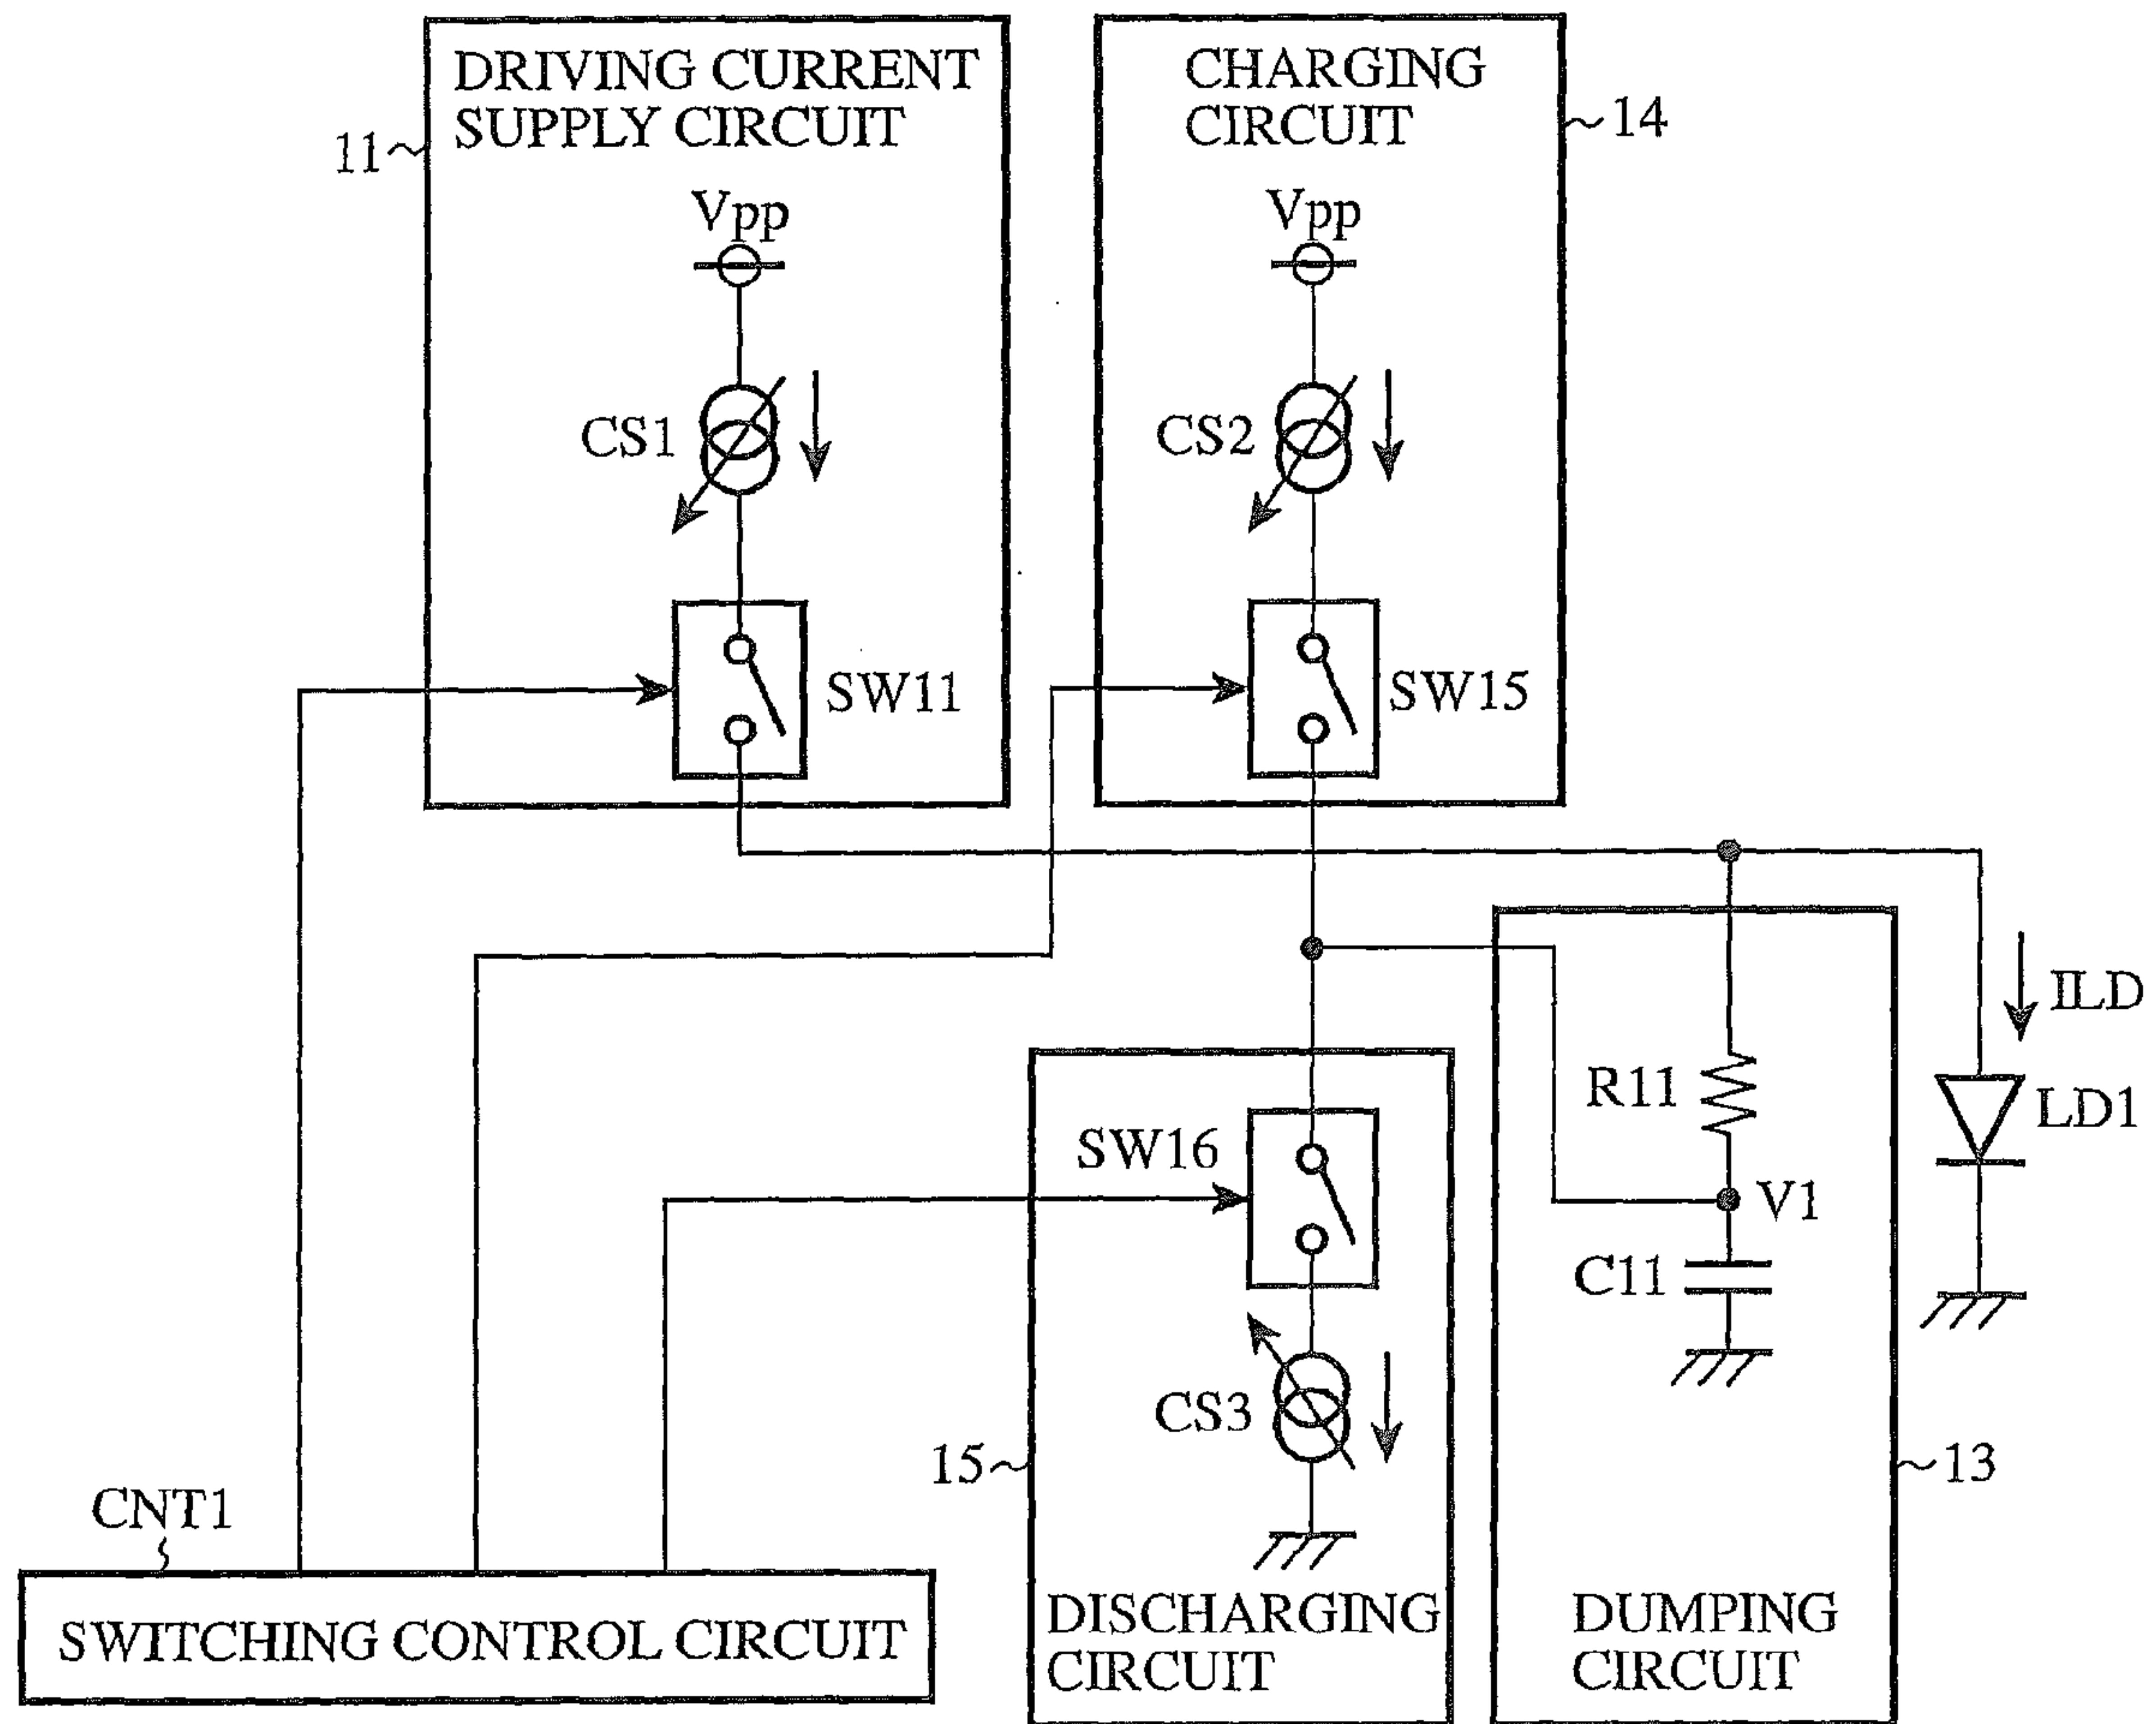 DRIVING CURRENT
SUPPLY CIRCUIT
11
Vpp
CS1
SW11
CHARGING
CIRCUIT
14
Vpp
CS2
SW15
ILD
LD1
R11
V1
C11
13
DUMPING
CIRCUIT
SW16
CS3
15
DISCHARGING
CIRCUIT
CNT1
SWITCHING CONTROL CIRCUIT